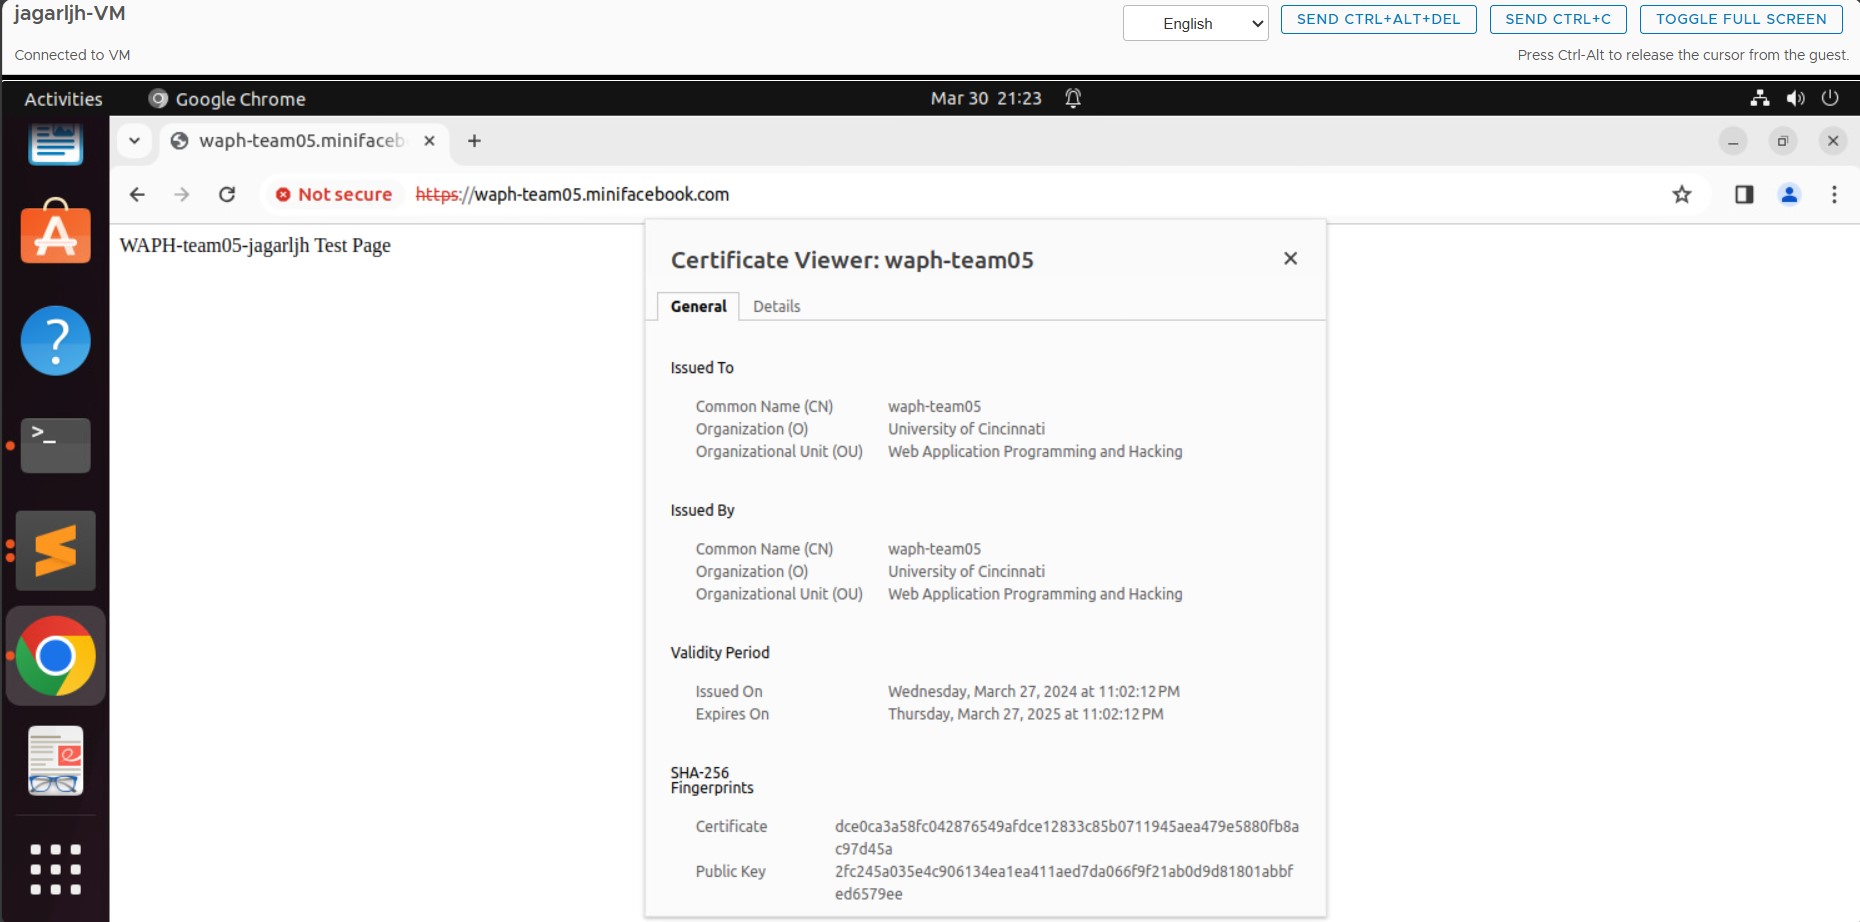 jagarljh-VM
English
SEND CTRL+ALT+DEL
SEND CTRL+C
TOGGLE FULL SCREEN
Connected to VM
Press Ctrl-Alt to release the cursor from the guest.
Activities
Google Chrome
Mar 30 21:23
waph-team05.minifaceb
Not secure
https://waph-team05.minifacebook.com
WAPH-team05-jagarljh Test Page
Certificate Viewer: waph-team05
General
Details
Issued To
Common Name (CN) waph-team05
Organization (O) University of Cincinnati
Organizational Unit (OU) Web Application Programming and Hacking
Issued By
Common Name (CN) waph-team05
Organization (O) University of Cincinnati
Organizational Unit (OU) Web Application Programming and Hacking
Validity Period
Issued On Wednesday, March 27, 2024 at 11:02:12 PM
Expires On Thursday, March 27, 2025 at 11:02:12 PM
SHA-256
Fingerprints
Certificate dce0ca3a58fc042876549afdce12833c85b0711945aea479e5880fb8a
c97d45a
Public Key 2fc245a035e4c906134ea1ea411aed7da066f9f21ab0d9d81801abbf
ed6579ee